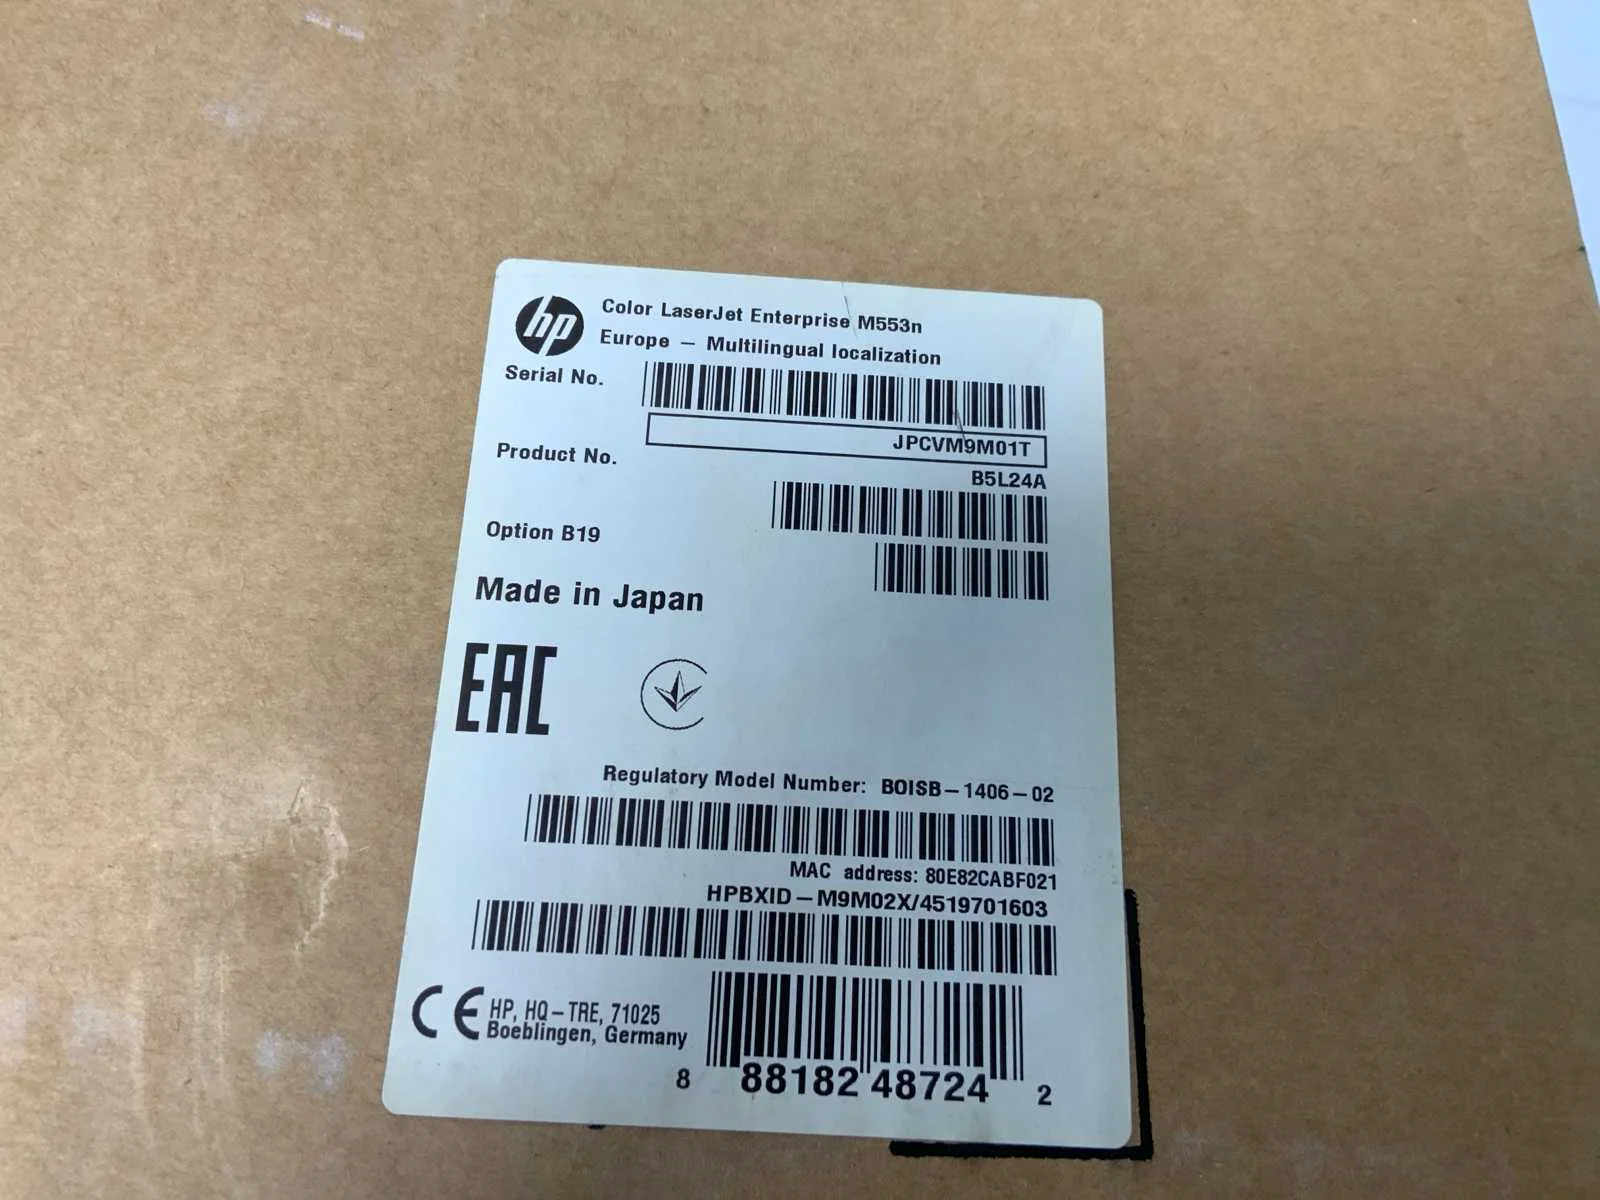 hp
Color LaserJet Enterprise M553n
Europe – Multilingual localization
Serial No.
JPCVM9M01T
Product No.
B5L24A
Option B19
Made in Japan
EAC
Regulatory Model Number: BOISB–1406–02
MAC address: 80E82CABF021
HPBXID–M9M02X/4519701603
CE HP, HQ–TRE, 71025
Boeblingen, Germany
8 88182 48724 2